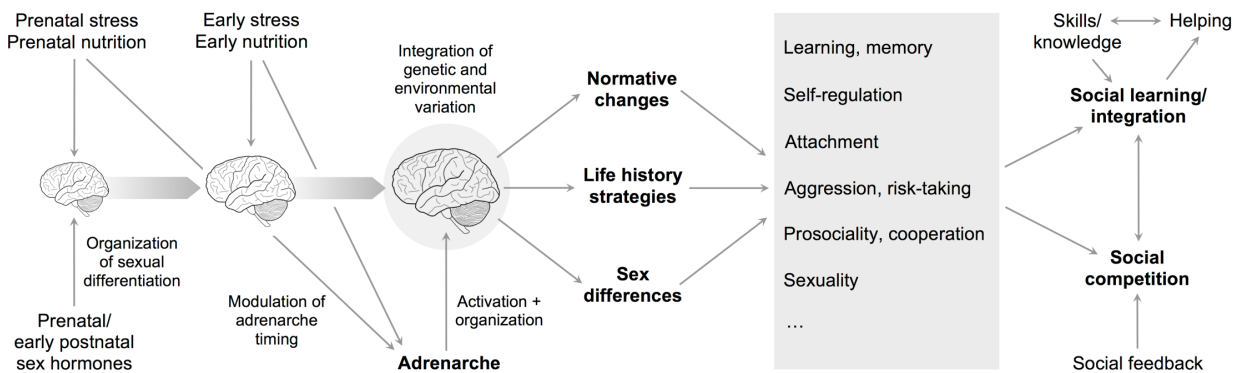 Prenatal stress
Prenatal nutrition
Early stress
Early nutrition
Integration of
genetic and
environmental
variation
Organization
of sexual
differentiation
Prenatal/
early postnatal
sex hormones
Modulation of
adrenarche
timing
Adrenarche
Activation +
organization
Normative
changes
Life history
strategies
Sex
differences
Learning, memory
Self-regulation
Attachment
Aggression, risk-taking
Prosociality, cooperation
Sexuality
…
Skills/
knowledge
Helping
Social learning/
integration
Social
competition
Social feedback